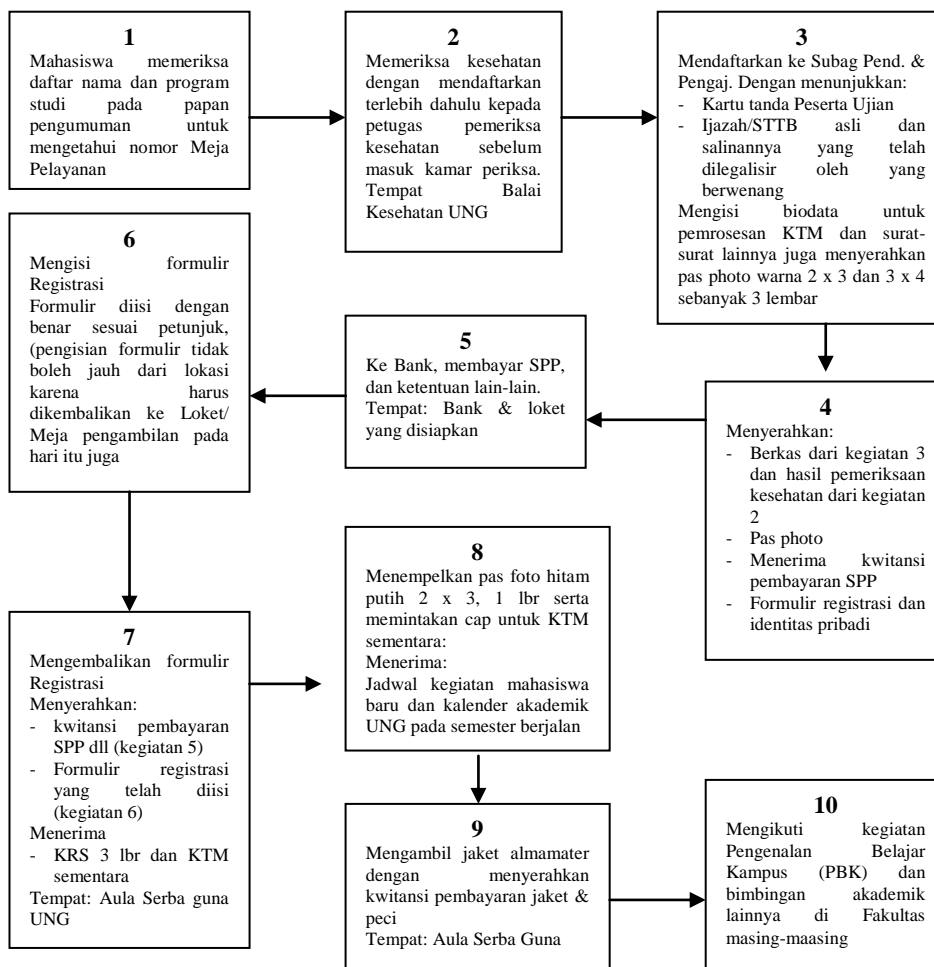 1
Mahasiswa memeriksa
daftar nama dan program
studi pada papan
pengumuman untuk
mengetahui nomor Meja
Pelayanan
2
Memeriksa kesehatan
dengan mendaftarkan
terlebih dahulu kepada
petugas pemeriksa
kesehatan sebelum
masuk kamar periksa.
Tempat Balai
Kesehatan UNG
3
Mendaftarkan ke Subag Pend. &
Pengaj. Dengan menunjukkan:
- Kartu tanda Peserta Ujian
- Ijazah/STTB asli dan
salinannya yang telah
dilegalisir oleh yang
berwenang
Mengisi biodata untuk
pemrosesan KTM dan surat-
surat lainnya juga menyerahkan
pas photo warna 2 x 3 dan 3 x 4
sebanyak 3 lembar
4
Menyerahkan:
- Berkas dari kegiatan 3
dan hasil pemeriksaan
kesehatan dari kegiatan
2
- Pas photo
- Menerima kwitansi
pembayaran SPP
- Formulir registrasi dan
identitas pribadi
5
Ke Bank, membayar SPP,
dan ketentuan lain-lain.
Tempat: Bank & loket
yang disiapkan
6
Mengisi formulir
Registrasi
Formulir diisi dengan
benar sesuai petunjuk,
(pengisian formulir tidak
boleh jauh dari lokasi
karena harus
dikembalikan ke Loket/
Meja pengambilan pada
hari itu juga
7
Mengembalikan formulir
Registrasi
Menyerahkan:
- kwitansi pembayaran
SPP dll (kegiatan 5)
- Formulir registrasi
yang telah diisi
(kegiatan 6)
Menerima
- KRS 3 lbr dan KTM
sementara
Tempat: Aula Serba guna
UNG
8
Menempelkan pas foto hitam
putih 2 x 3, 1 lbr serta
memintakan cap untuk KTM
sementara:
Menerima:
Jadwal kegiatan mahasiswa
baru dan kalender akademik
UNG pada semester berjalan
9
Mengambil jaket almamater
dengan menyerahkan
kwitansi pembayaran jaket &
peci
Tempat: Aula Serba Guna
10
Mengikuti kegiatan
Pengenalan Belajar
Kampus (PBK) dan
bimbingan akademik
lainnya di Fakultas
masing-maasing